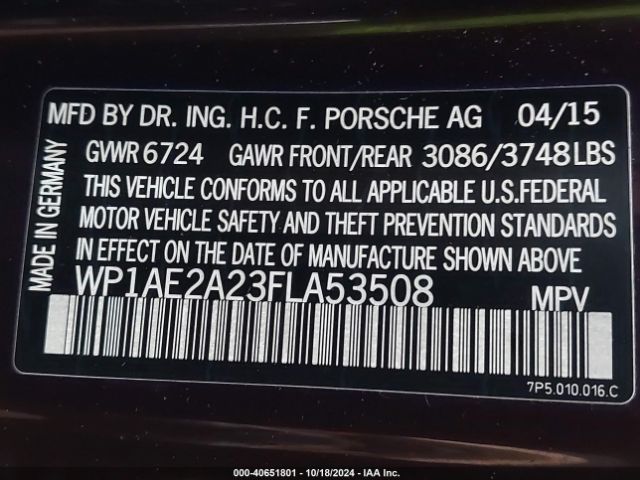 MFD BY DR. ING. H.C. F. PORSCHE AG 04/15
GVWR 6724 GAWR FRONT/REAR 3086/3748LBS
THIS VEHICLE CONFORMS TO ALL APPLICABLE U.S.FEDERAL
MOTOR VEHICLE SAFETY AND THEFT PREVENTION STANDARDS
IN EFFECT ON THE DATE OF MANUFACTURE SHOWN ABOVE
WP1AE2A23FLA53508 MPV
MADE IN GERMANY
7P5.010.016.C
000-40651801 - 10/18/2024 - IAA Inc.